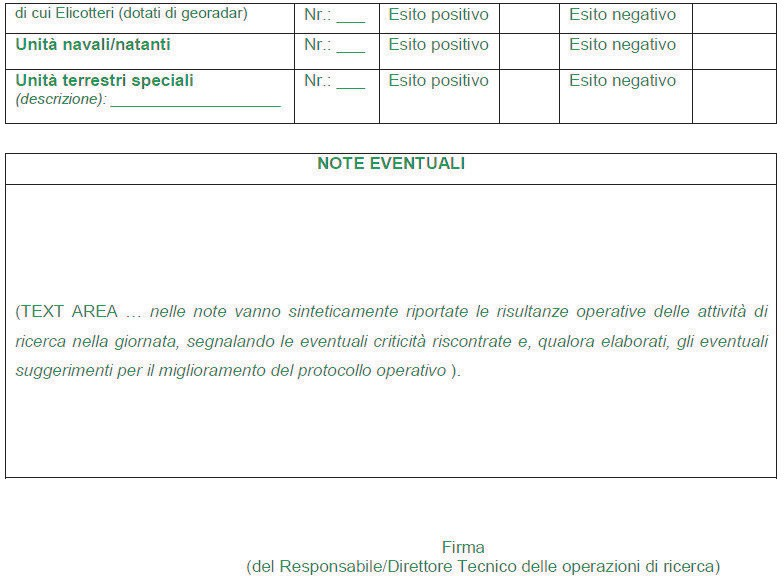 di cui Elicotteri (dotati di georadar) Nr.: ___ Esito positivo Esito negativo
Unità navali/natanti Nr.: ___ Esito positivo Esito negativo
Unità terrestri speciali Nr.: ___ Esito positivo Esito negativo
(descrizione): ____________________
NOTE EVENTUALI
(TEXT AREA … nelle note vanno sinteticamente riportate le risultanze operative delle attività di
ricerca nella giornata, segnalando le eventuali criticità riscontrate e, qualora elaborati, gli eventuali
suggerimenti per il miglioramento del protocollo operativo ).
Firma
(del Responsabile/Direttore Tecnico delle operazioni di ricerca)